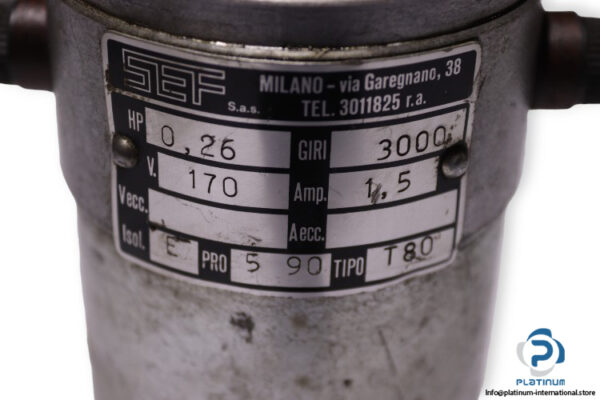 SEF S.a.s. MILANO - via Garegnano, 38
TEL. 3011825 r.a.
HP 0,26 GIRI 3000
V. 170 Amp. 1,5
Vecc. Aecc.
Isol. E PRO 5 90 TIPO T80
PLATINUM
Info@platinum-international.store